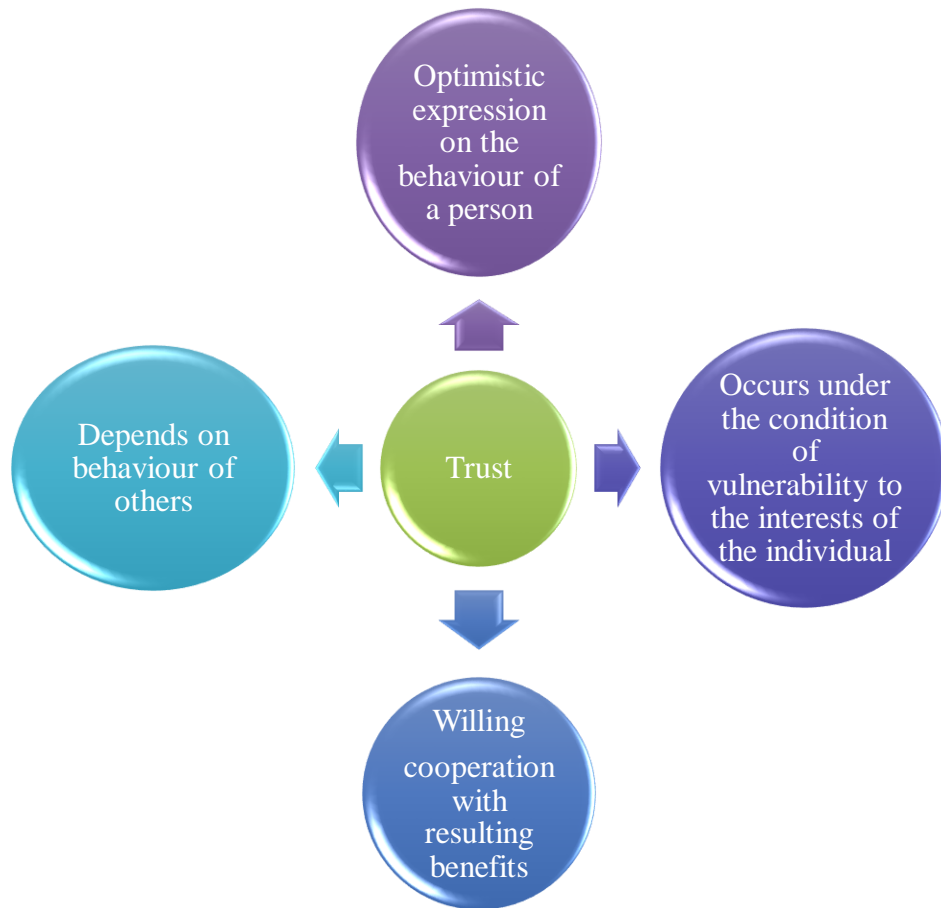 Optimistic
expression
on the
behaviour of
a person
Depends on
behaviour of
others
Trust
Occurs under
the condition
of
vulnerability to
the interests of
the individual
Willing
cooperation
with
resulting
benefits